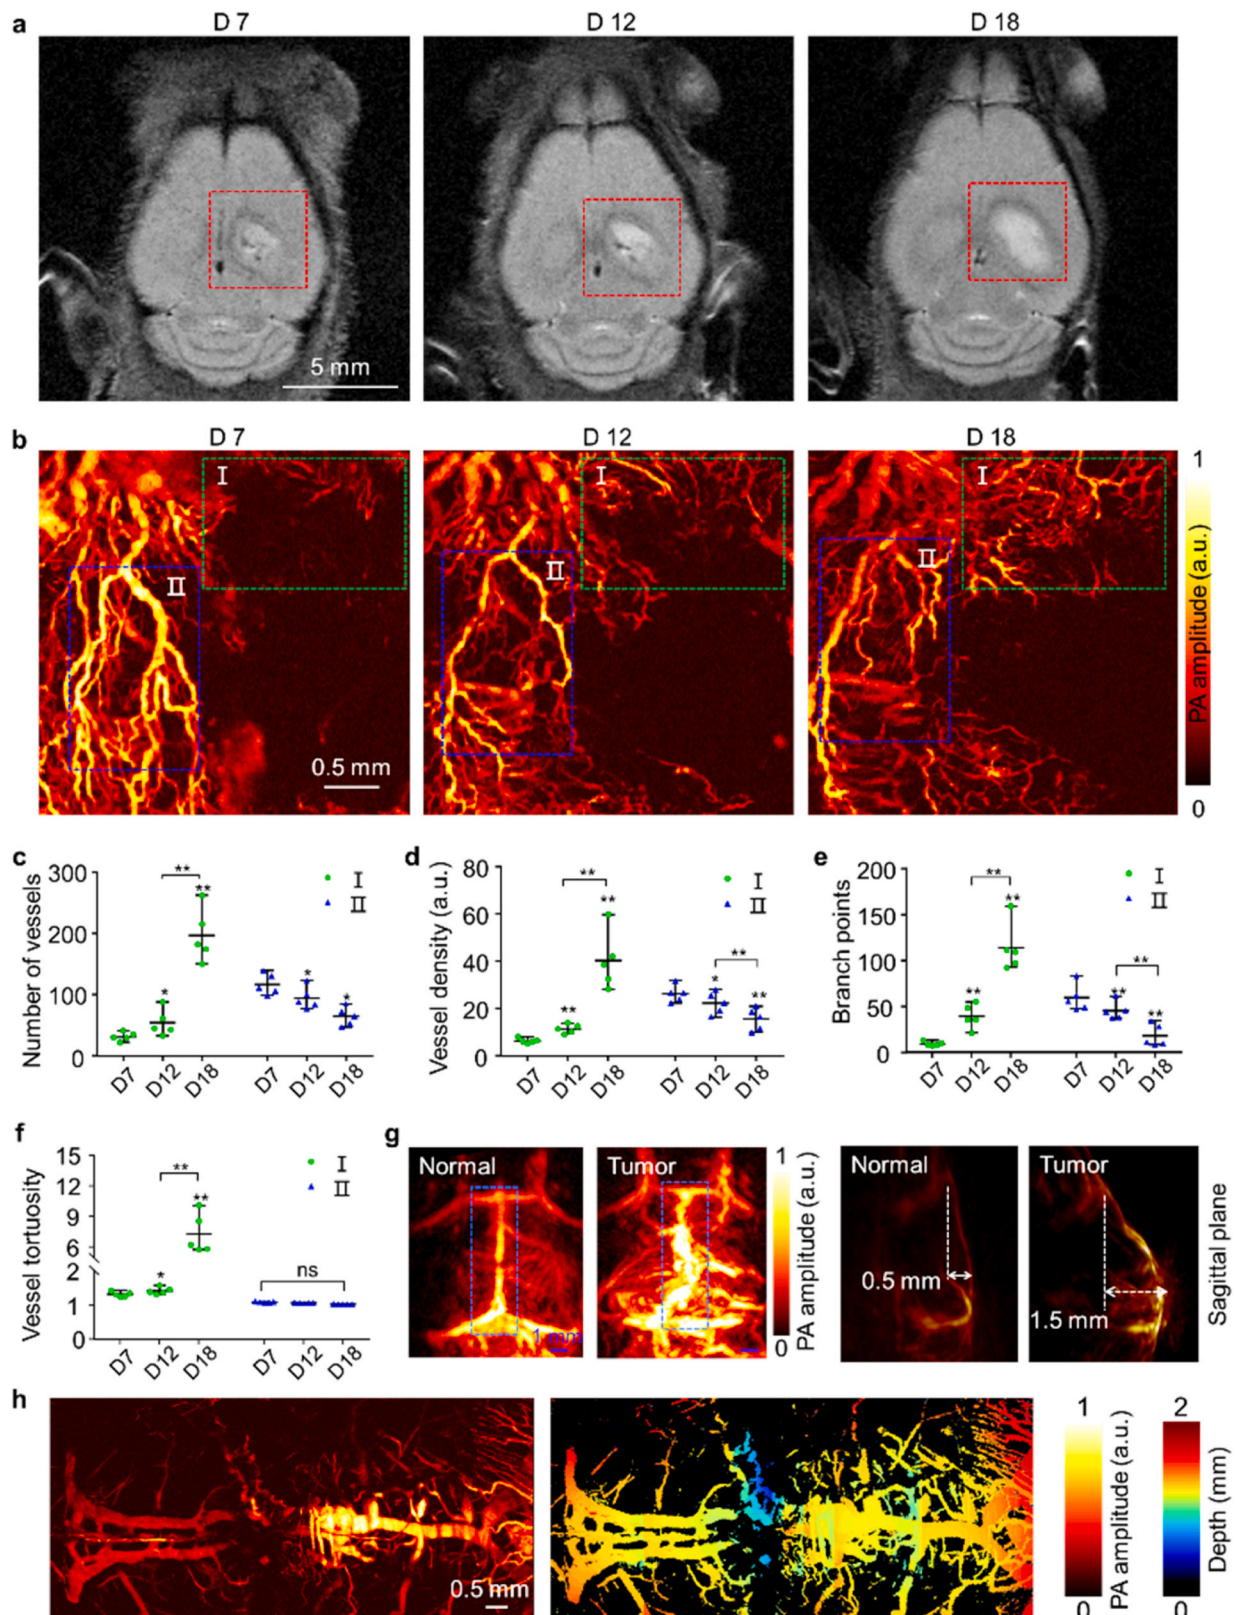 a
D 7
D 12
D 18
5 mm
b
D 7
D 12
D 18
I
II
0.5 mm
I
II
I
II
1
PA amplitude (a.u.)
0
c
Number of vessels
300
200
100
0
**
**
*
*
*
I
II
D7
D12
D18
D7
D12
D18
d
Vessel density (a.u.)
80
60
40
20
0
**
**
**
*
**
**
I
II
D7
D12
D18
D7
D12
D18
e
Branch points
200
150
100
50
0
**
**
**
**
**
**
I
II
D7
D12
D18
D7
D12
D18
f
Vessel tortuosity
15
12
9
6
2
1
0
**
**
*
ns
I
II
D7
D12
D18
D7
D12
D18
g
Normal
1 mm
Tumor
1
PA amplitude (a.u.)
0
Normal
0.5 mm
Tumor
1.5 mm
Sagittal plane
h
0.5 mm
1
PA amplitude (a.u.)
0
2
Depth (mm)
0